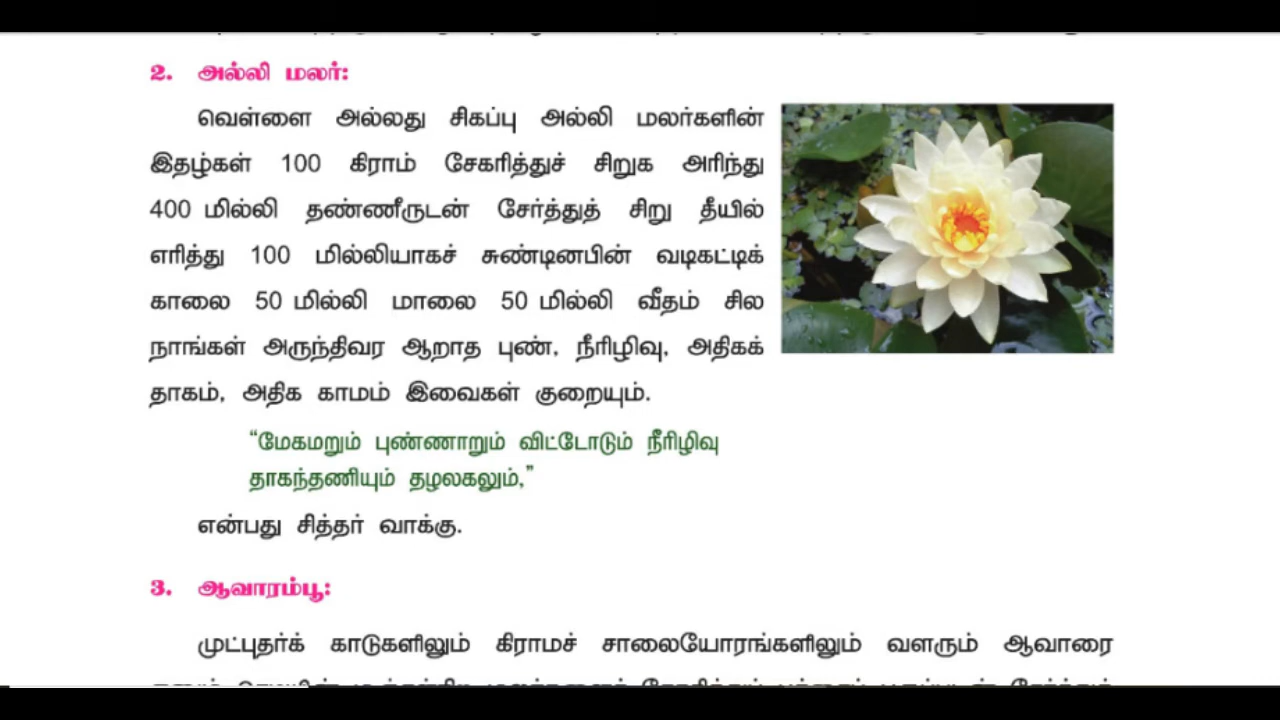 2. அல்லி மலர்:
வெள்ளை அல்லது சிகப்பு அல்லி மலர்களின்
இதழ்கள் 100 கிராம் சேகரித்துச் சிறுக அரிந்து
400 மில்லி தண்ணீருடன் சேர்த்துத் சிறு தீயில்
எரித்து 100 மில்லியாகச் சுண்டினபின் வடிகட்டிக்
காலை 50 மில்லி மாலை 50 மில்லி வீதம் சில
நாங்கள் அருந்திவர ஆறாத புண், நீரிழிவு, அதிகக்
தாகம், அதிக காமம் இவைகள் குறையும்.
“மேகமறும் புண்ணாறும் விட்டோடும் நீரிழிவு
தாகந்தணியும் தழலகலும்,”
என்பது சித்தர் வாக்கு.
3. ஆவாரம்பூ:
முட்புதர்க் காடுகளிலும் கிராமச் சாலையோரங்களிலும் வளரும் ஆவாரை